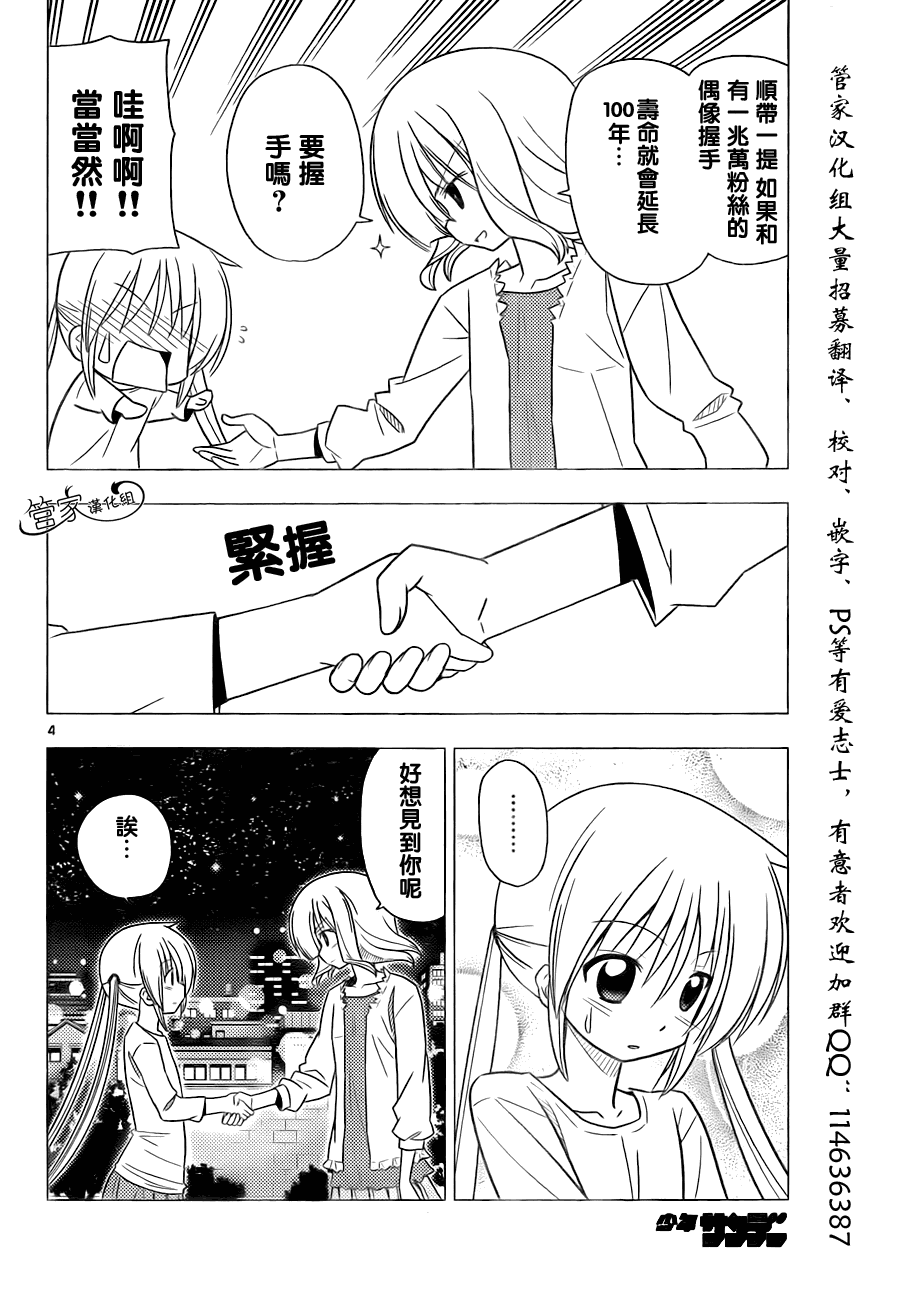 順帶一提 如果和
有一兆萬粉絲的
偶像握手
壽命就會延長
100年…
要握
手嗎？
哇啊啊!!
當當然!!
管家
漢化組
緊握
4
………
好想見到你呢
誒…
少年サンデー
管家汉化组大量招募翻译、校对、嵌字、PS等有爱志士，有意者欢迎加群QQ：114636387